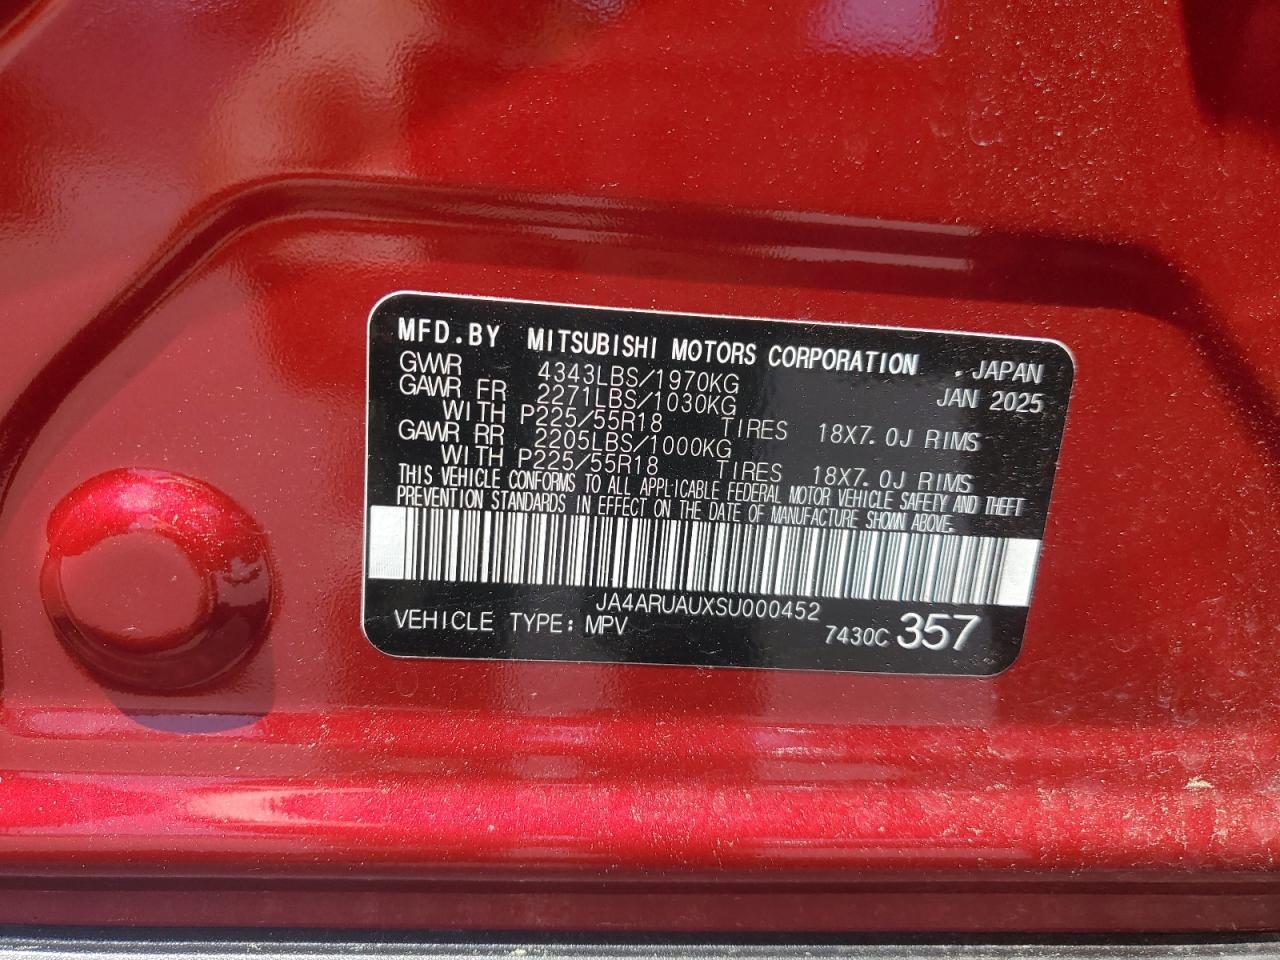 MFD.BY MITSUBISHI MOTORS CORPORATION , JAPAN
GWWR 4343LBS/1970KG JAN 2025
GAWR FR 2271LBS/1030KG
WITH P225/55R18 TIRES 18X7.0J RIMS
GAWR RR 2205LBS/1000KG
WITH P225/55R18 TIRES 18X7.0J RIMS
THIS VEHICLE CONFORMS TO ALL APPLICABLE FEDERAL MOTOR VEHICLE SAFETY AND THEFT
PREVENTION STANDARDS IN EFFECT ON THE DATE OF MANUFACTURE SHOWN ABOVE.
JA4ARUAUXSU000452
VEHICLE TYPE: MPV 7430C 357